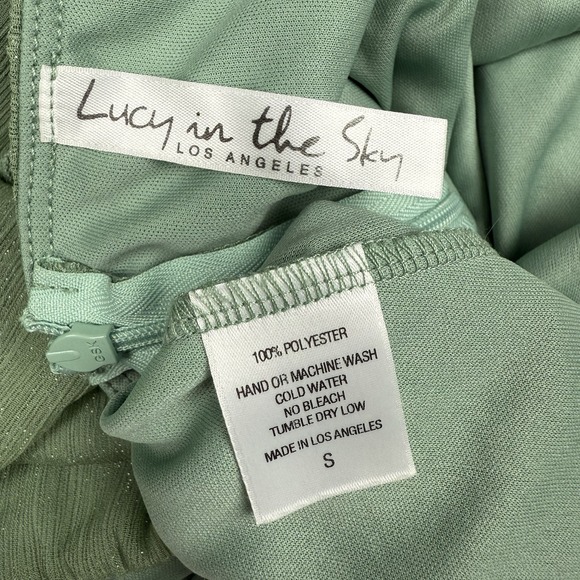 Lucy in the Sky
LOS ANGELES
GSK
100% POLYESTER
HAND OR MACHINE WASH
COLD WATER
NO BLEACH
TUMBLE DRY LOW
MADE IN LOS ANGELES
S